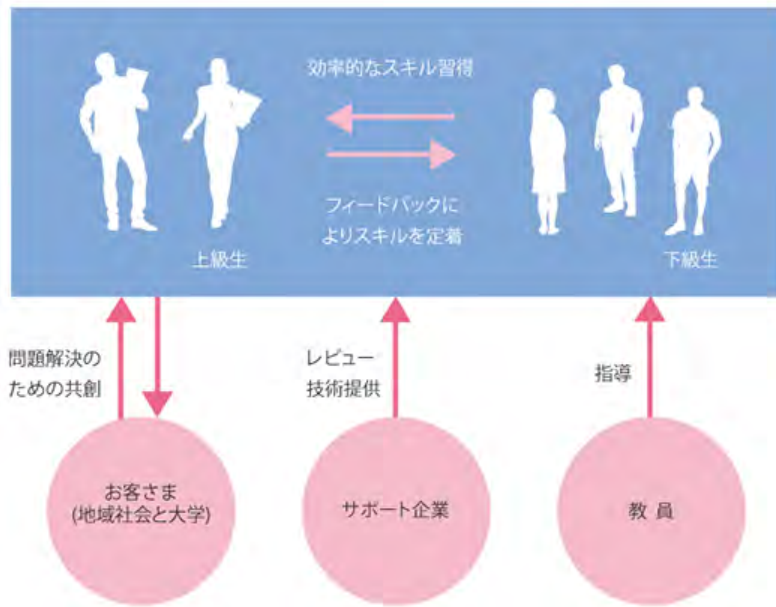 効率的なスキル習得
フィードバックに
よりスキルを定着
上級生
下級生
問題解決の
ための共創
レビュー
技術提供
指導
お客さま
(地域社会と大学)
サポート企業
教 員